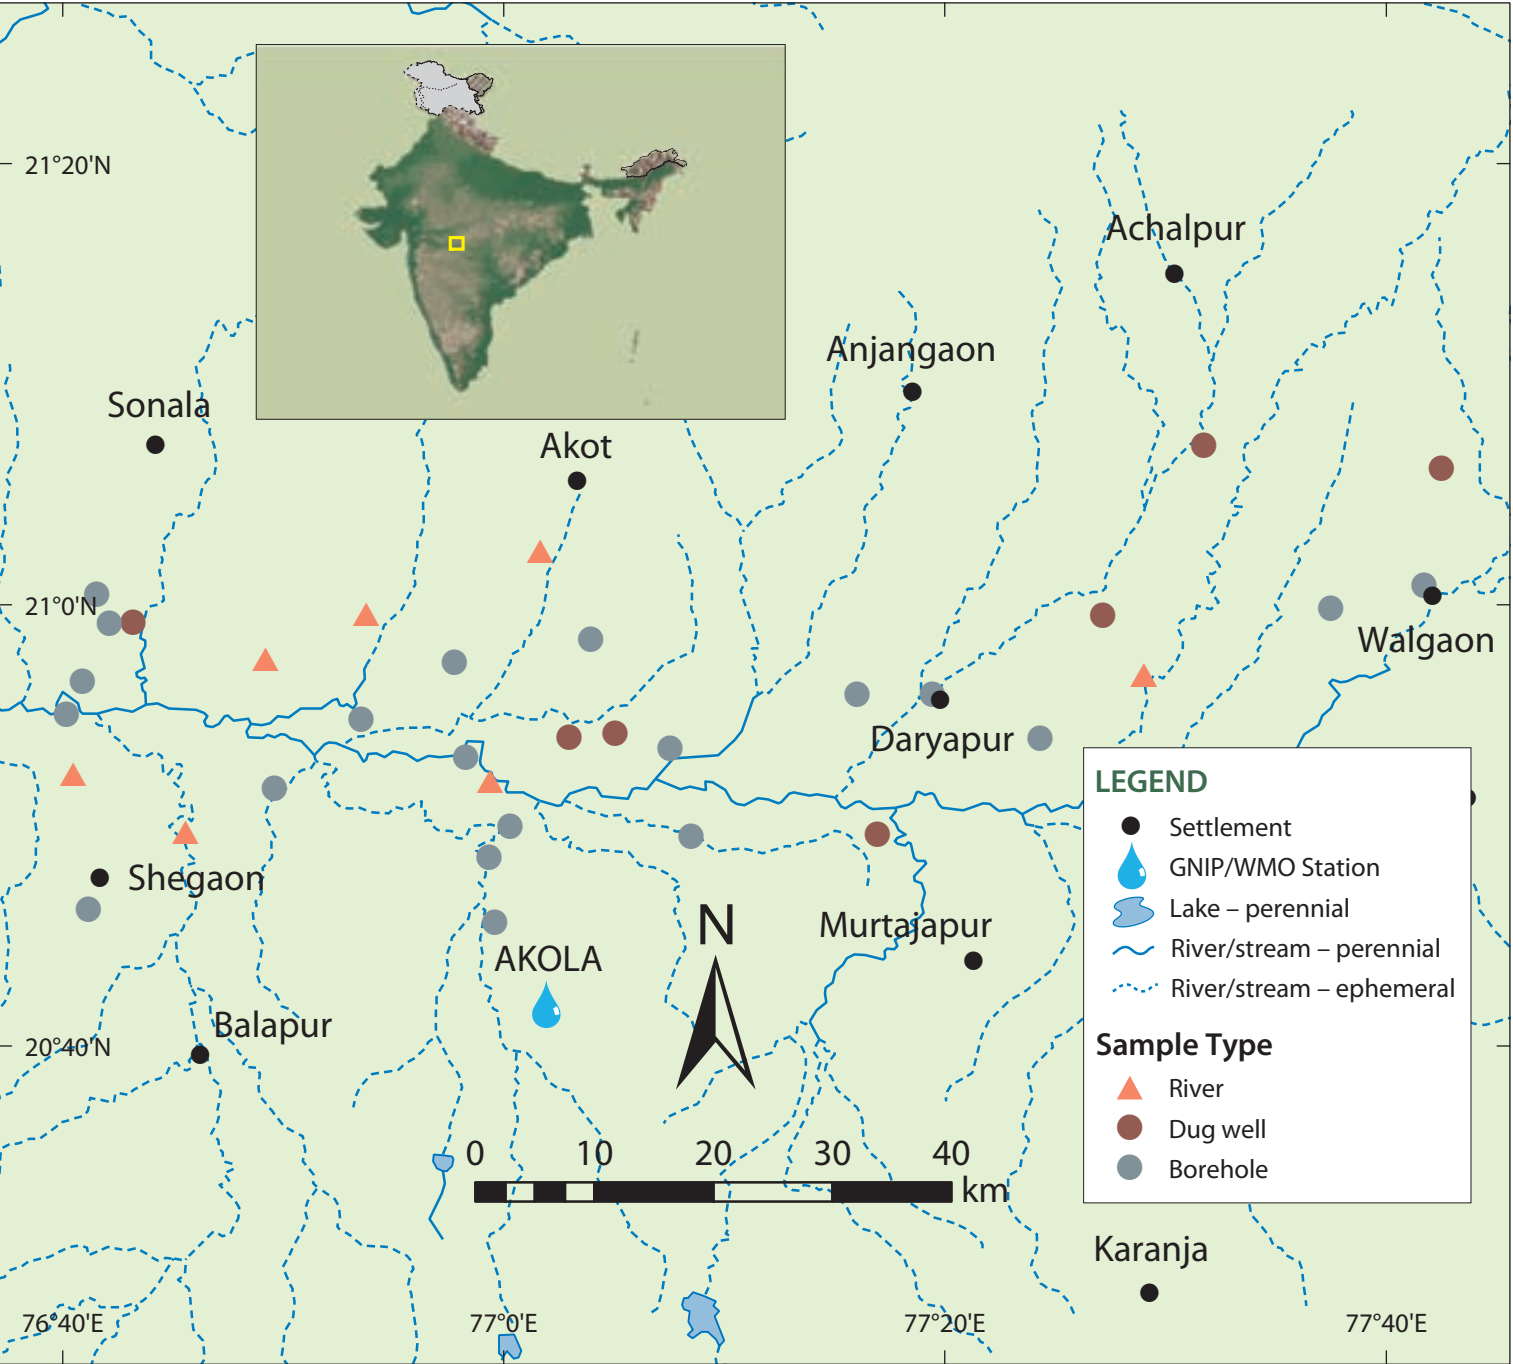 21°20'N
Achalpur
Anjangaon
Sonala
Akot
21°0'N
Walgaon
Daryapur
Shegaon
Murtajapur
N
AKOLA
Balapur
20°40'N
0 10 20 30 40
km
Karanja
76°40'E 77°0'E 77°20'E 77°40'E
LEGEND
Settlement
GNIP/WMO Station
Lake – perennial
River/stream – perennial
River/stream – ephemeral
Sample Type
River
Dug well
Borehole